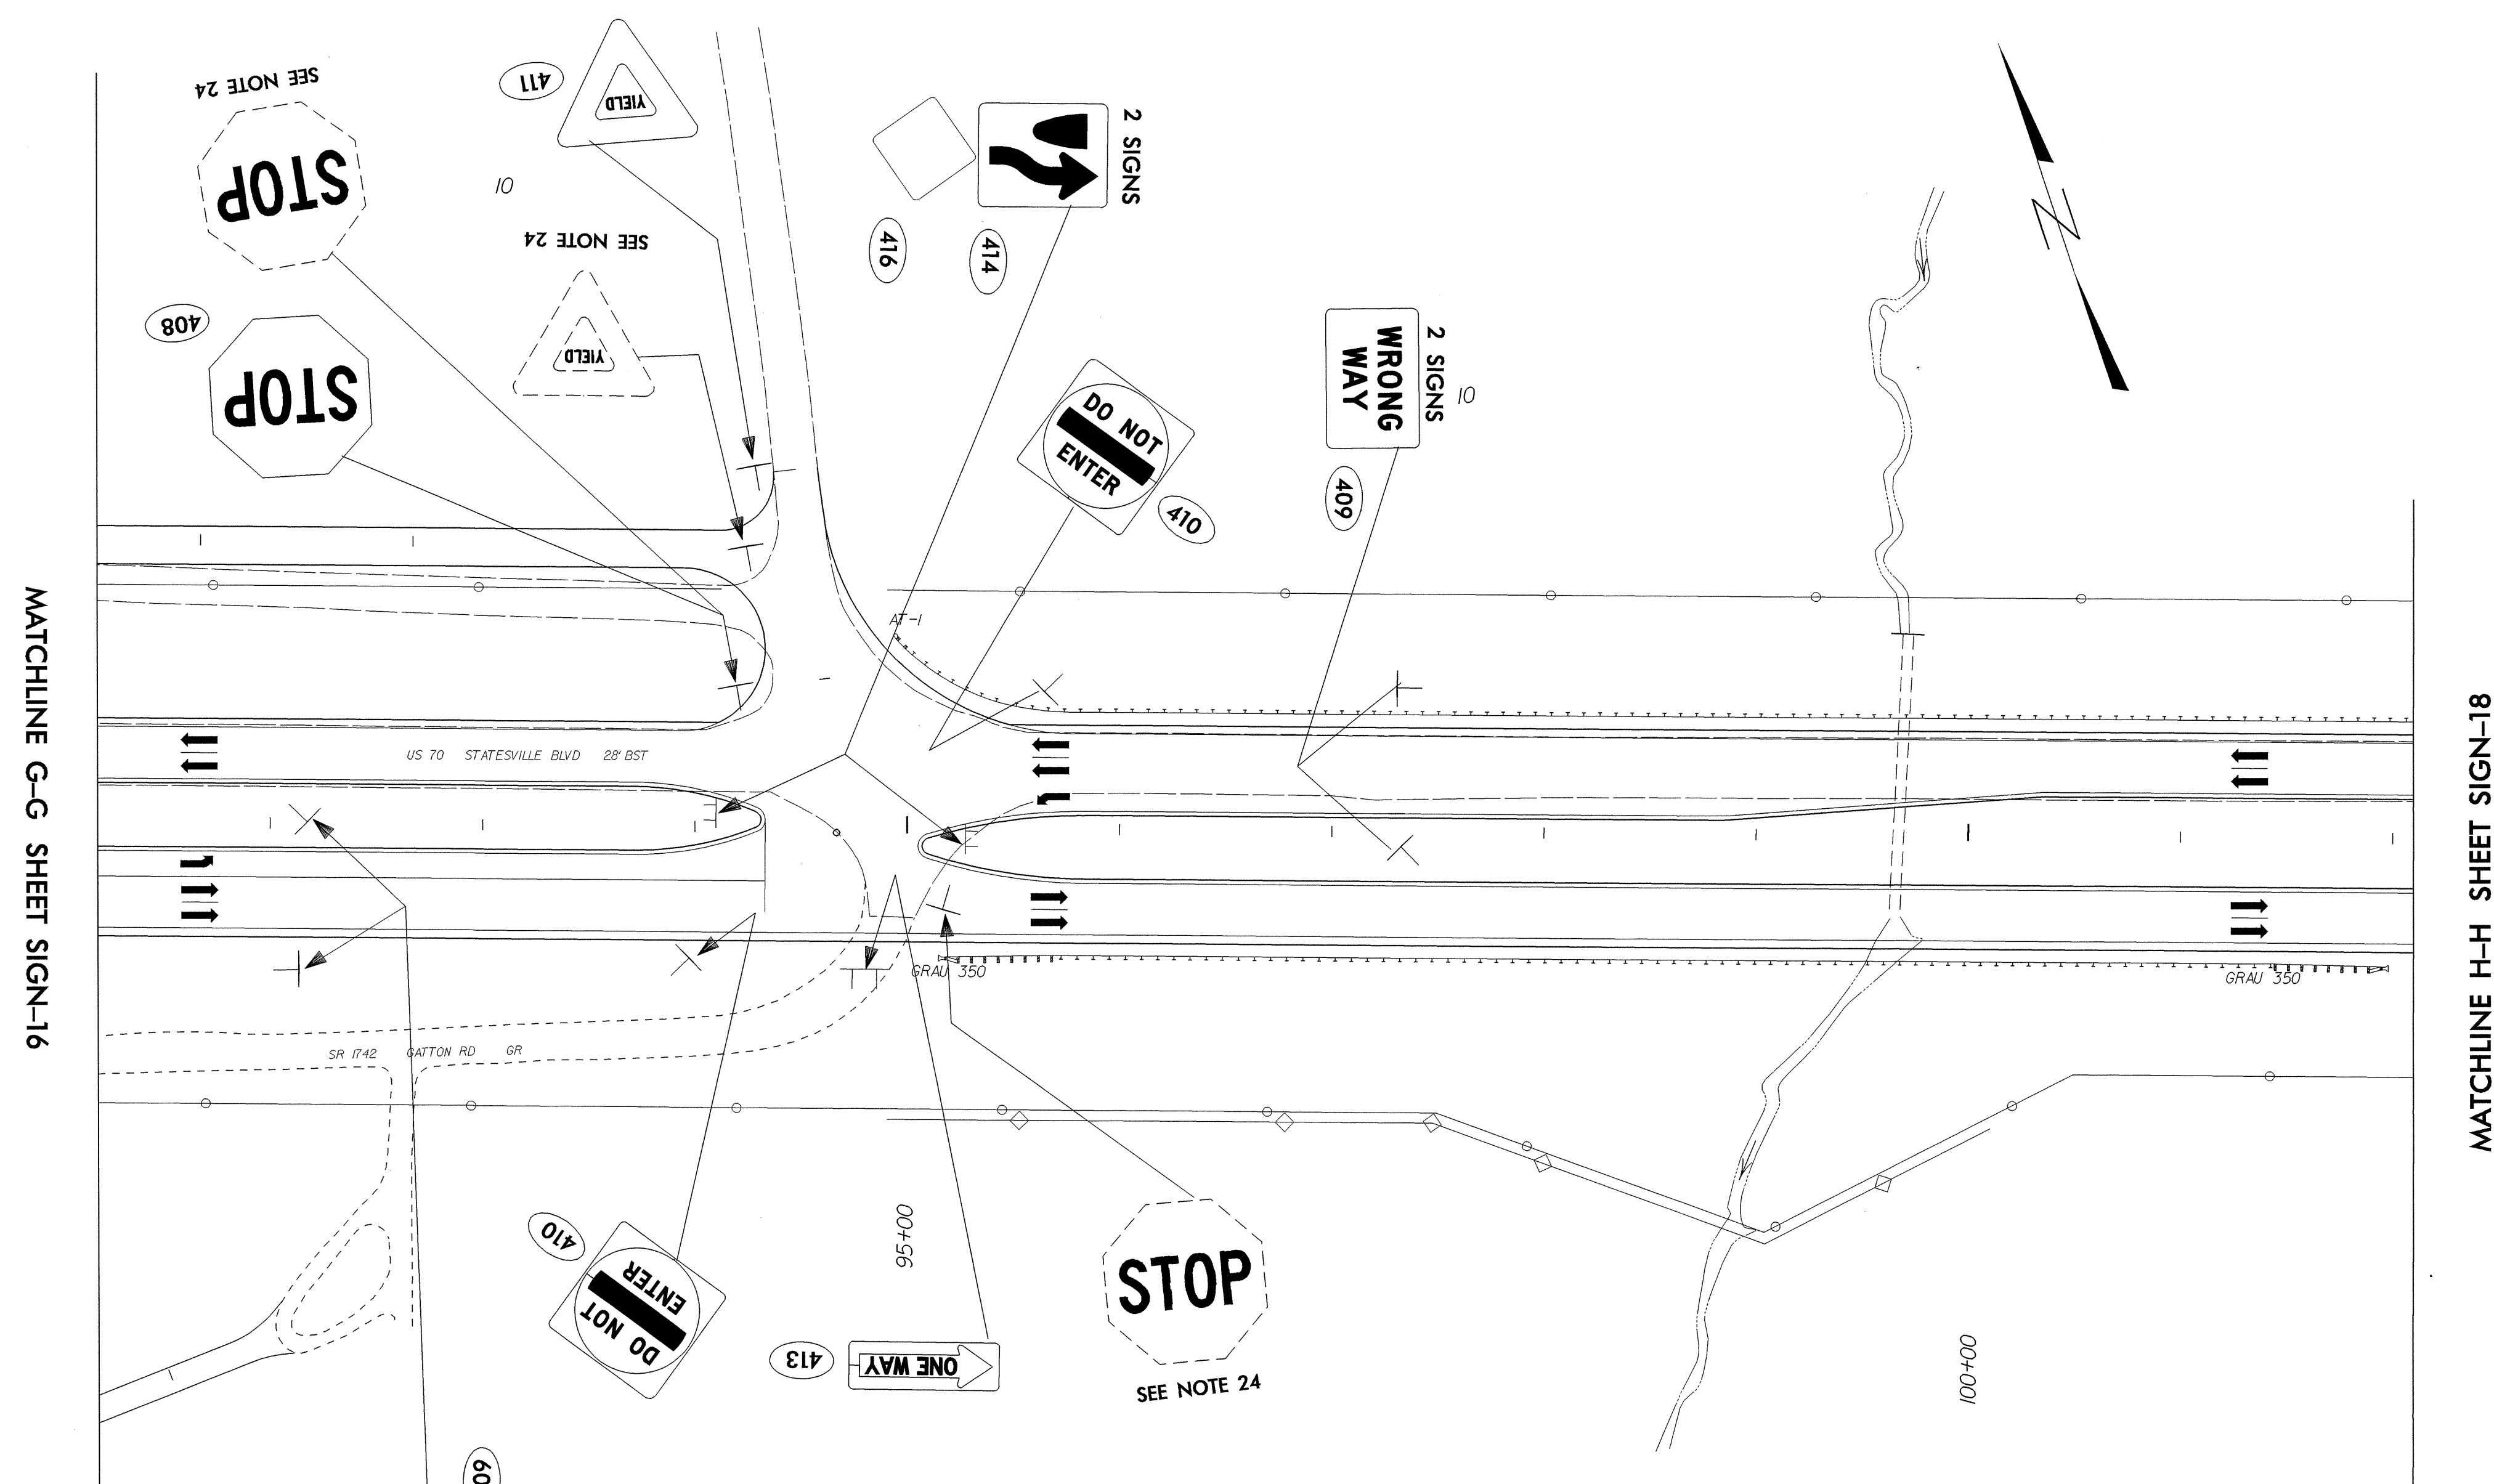 SEE NOTE 24
STOP
408
STOP
411
YIELD
10
SEE NOTE 24
YIELD
2 SIGNS
416
414
DO NOT
ENTER
410
WRONG
WAY
2 SIGNS
10
409
N
MATCHLINE G-G SHEET SIGN-16
MATCHLINE H-H SHEET SIGN-18
AT-1
US 70 STATESVILLE BLVD 28' BST
GRAU 350
GRAU 350
SR 1742 GATTON RD GR
410
DO NOT
ENTER
95+00
413
ONE WAY
STOP
SEE NOTE 24
100+00